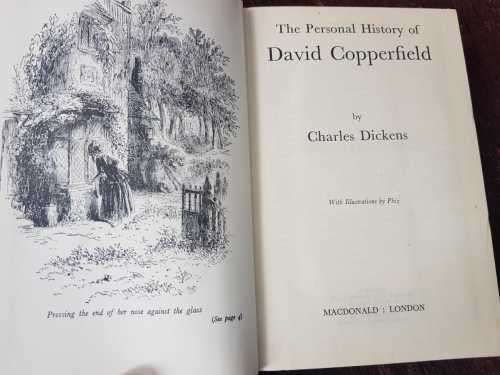 Pressing the end of her nose against the glass
(See page 4)
The Personal History of
David Copperfield
by
Charles Dickens
With Illustrations by Phiz
MACDONALD : LONDON